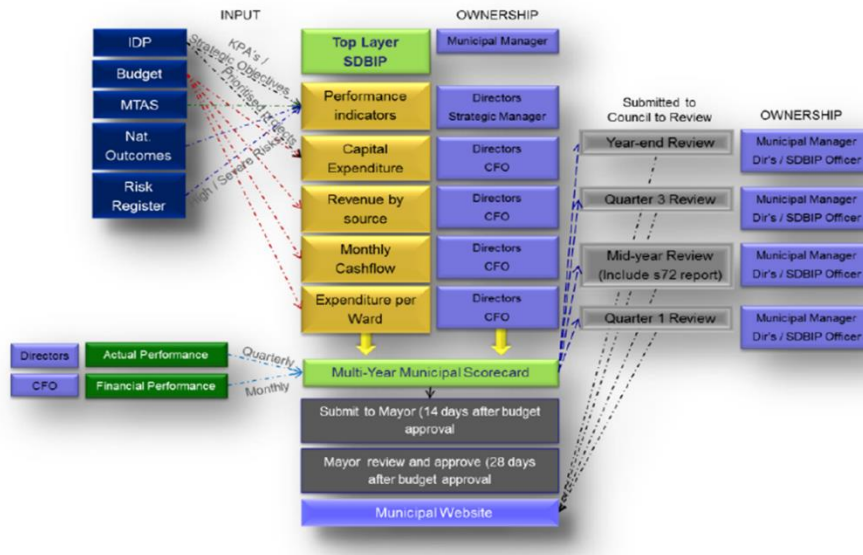 INPUT
OWNERSHIP
IDP
Budget
MTAS
Nat.
Outcomes
Risk
Register
KPA's /
Strategic Objectives
Prioritised projects
High / Severe Risks
Top Layer
SDBIP
Municipal Manager
Performance
indicators
Directors
Strategic Manager
Capital
Expenditure
Directors
CFO
Revenue by
source
Directors
CFO
Monthly
Cashflow
Directors
CFO
Expenditure per
Ward
Directors
CFO
Submitted to
Council to Review
OWNERSHIP
Year-end Review
Municipal Manager
Dir's / SDBIP Officer
Quarter 3 Review
Municipal Manager
Dir's / SDBIP Officer
Mid-year Review
(Include s72 report)
Municipal Manager
Dir's / SDBIP Officer
Quarter 1 Review
Municipal Manager
Dir's / SDBIP Officer
Directors
Actual Performance
Quarterly
CFO
Financial Performance
Monthly
Multi-Year Municipal Scorecard
Submit to Mayor (14 days after budget
approval
Mayor review and approve (28 days
after budget approval
Municipal Website